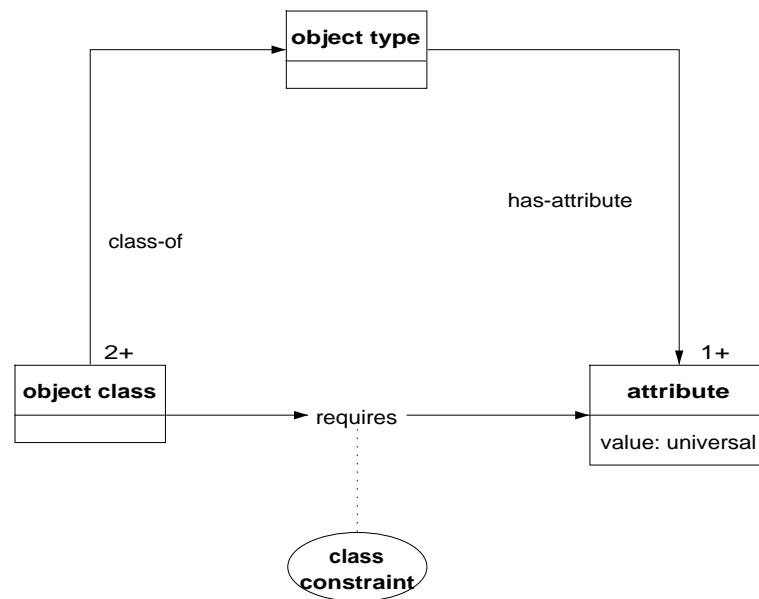 object type
has-attribute
class-of
2+
1+
object class
attribute
requires
value: universal
class
constraint